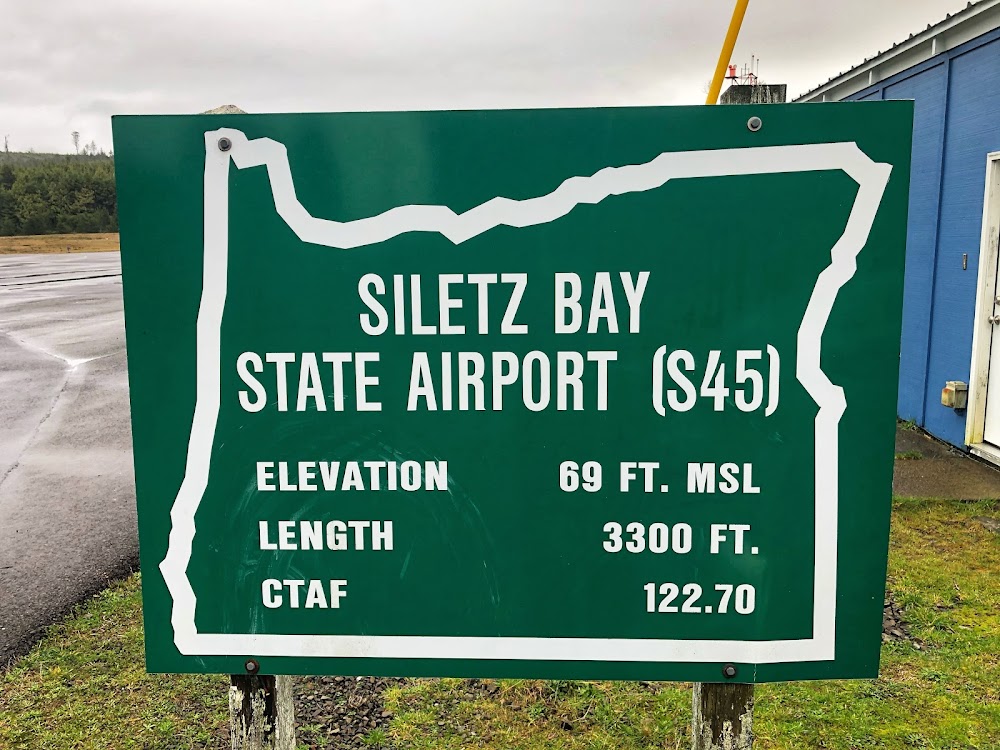 SILETZ BAY
STATE AIRPORT (S45)
ELEVATION 69 FT. MSL
LENGTH 3300 FT.
CTAF 122.70